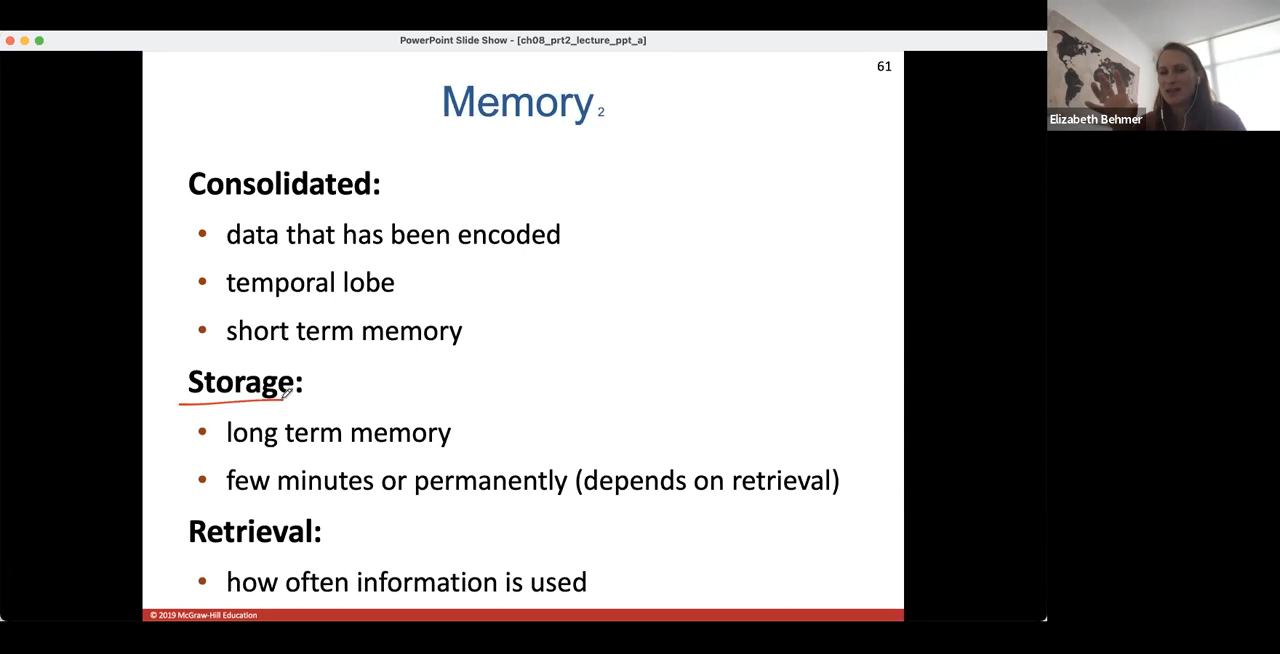 PowerPoint Slide Show - [ch08_prt2_lecture_ppt_a]
61
Memory 2
Consolidated:
• data that has been encoded
• temporal lobe
• short term memory
Storage:
• long term memory
• few minutes or permanently (depends on retrieval)
Retrieval:
• how often information is used
© 2019 McGraw-Hill Education
Elizabeth Behmer